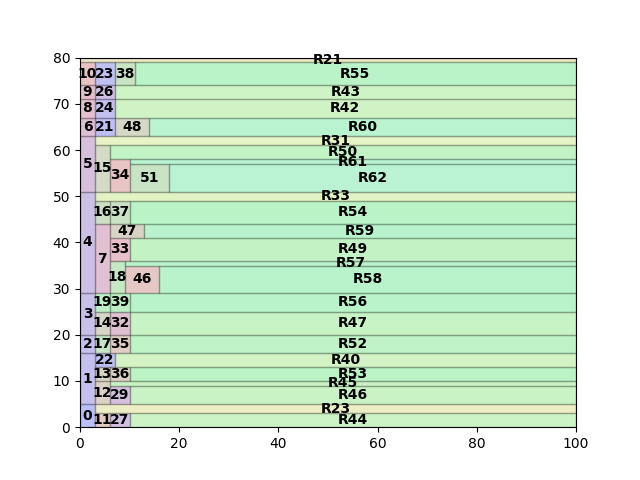 80
R21
10 23 38 R55
9 26 R43
70
8 24 R42
6 21 48 R60
R31
60
R50
5 15 R61
34 51 R62
50
R33
16 37 R54
47 R59
40
4 33 R49
7 R57
18 46 R58
30
19 39 R56
3
14 32 R47
20
2 17 35 R52
22 R40
13 36 R53
1
10
R45
12 29 R46
R23
0
11 27 R44
0
0 20 40 60 80 100